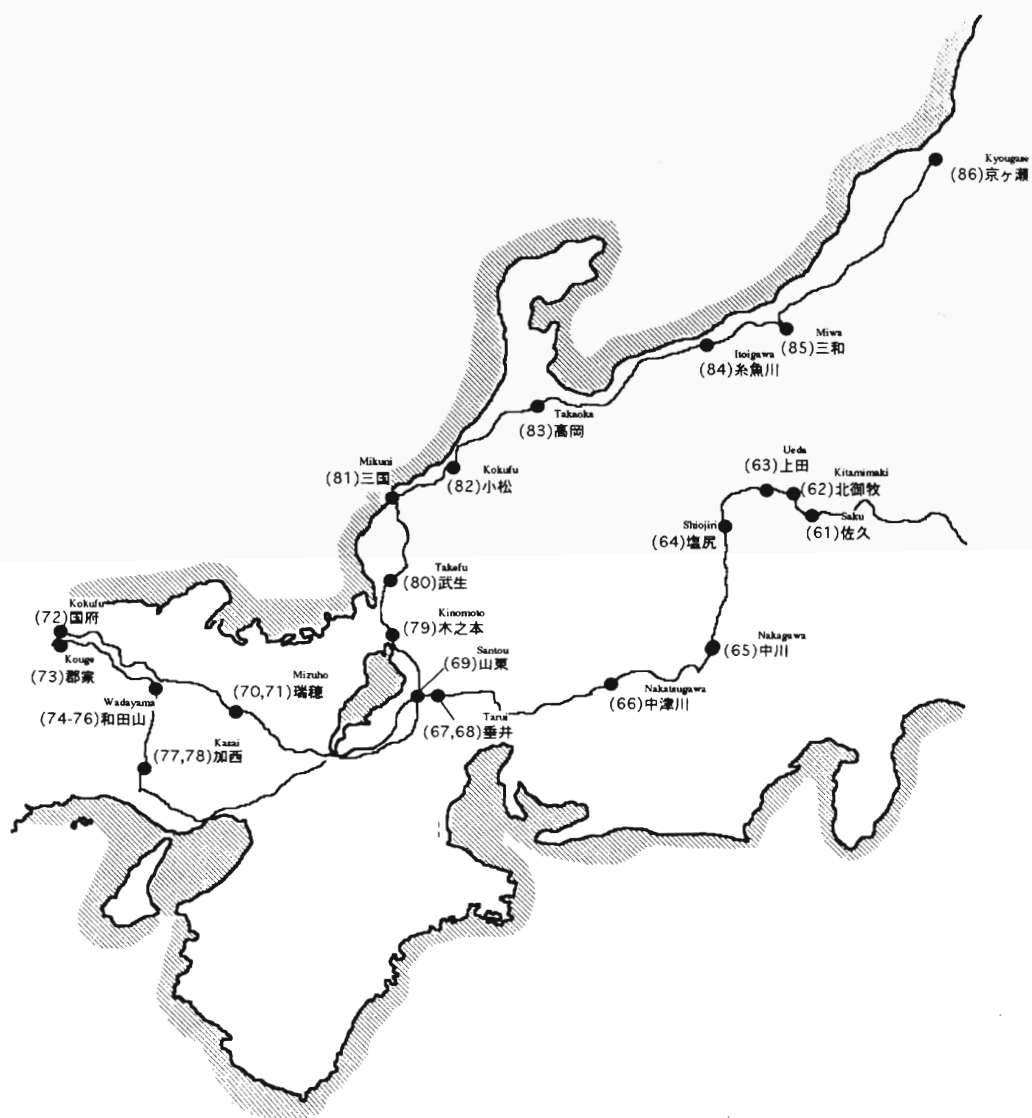 Kyougase
(86)京ヶ瀬
Miwa
(85)三和
Itoigawa
(84)糸魚川
Takaoka
(83)高岡
Mikuni
(81)三国
Kokufu
(82)小松
Ueda
(63)上田
Kitamimaki
(62)北御牧
Saku
(61)佐久
Shiojiri
(64)塩尻
Takefu
(80)武生
Kokufu
(72)国府
Kinomoto
(79)木之本
Nakagawa
(65)中川
Santou
(69)山東
Kouge
(73)郡家
Mizuho
(70,71)瑞穂
Nakatsugawa
(66)中津川
Wadayama
(74-76)和田山
Tarui
(67,68)垂井
Kasai
(77,78)加西